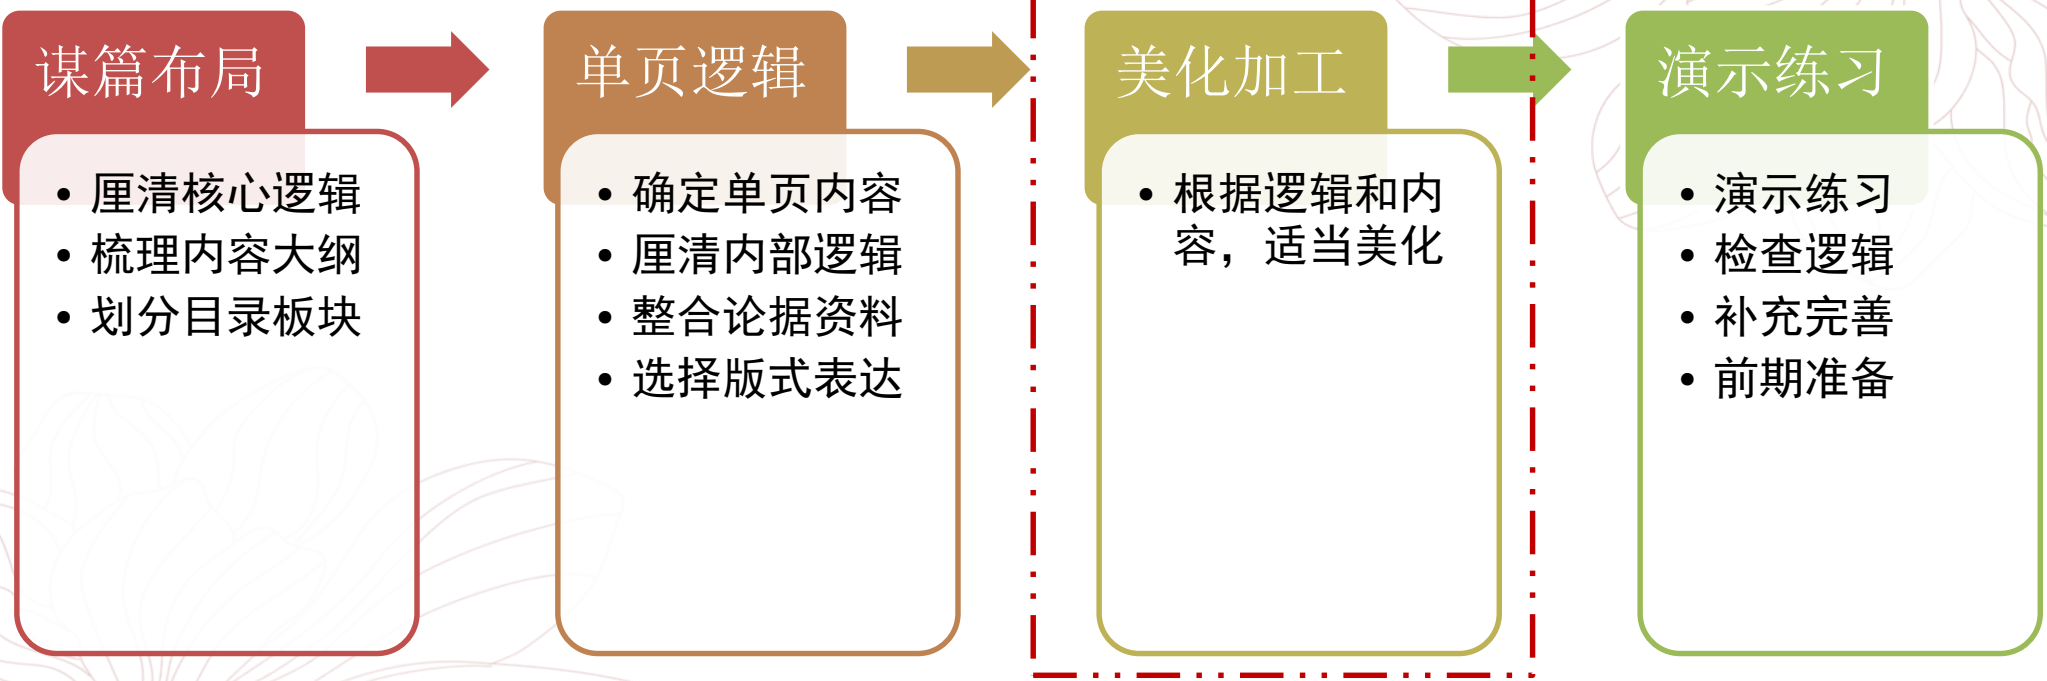 谋篇布局
• 厘清核心逻辑
• 梳理内容大纲
• 划分目录板块
单页逻辑
• 确定单页内容
• 厘清内部逻辑
• 整合论据资料
• 选择版式表达
美化加工
• 根据逻辑和内
容，适当美化
演示练习
• 演示练习
• 检查逻辑
• 补充完善
• 前期准备